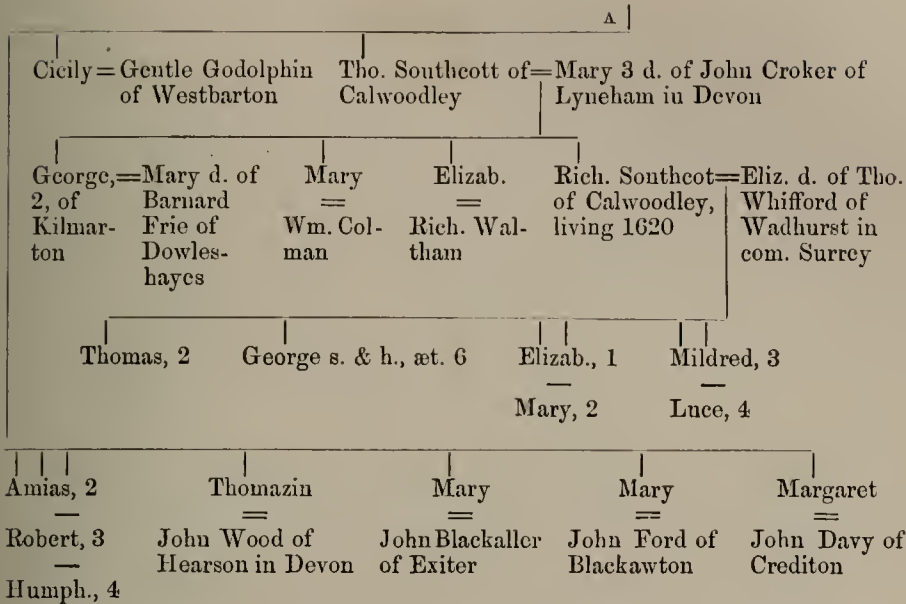 A
Cicily = Gentle Godolphin Tho. Southcott of = Mary 3 d. of John Croker of
of Westbarton Calwoodley Lyneham in Devon
George, = Mary d. of Mary Elizab. Rich. Southcot = Eliz. d. of Tho.
2, of Barnard = = of Calwoodley, Whifford of
Kilmar- Frie of Wm. Col- Rich. Wal- living 1620 Wadhurst in
ton Dowles- man tham com. Surrey
hayes
Thomas, 2 George s. & h., æt. 6 Elizab., 1 Mildred, 3
— —
Mary, 2 Luce, 4
Amias, 2 Thomazin Mary Mary Margaret
— = = = =
Robert, 3 John Wood of John Blackaller John Ford of John Davy of
— Hearson in Devon of Exiter Blackawton Crediton
Humph., 4